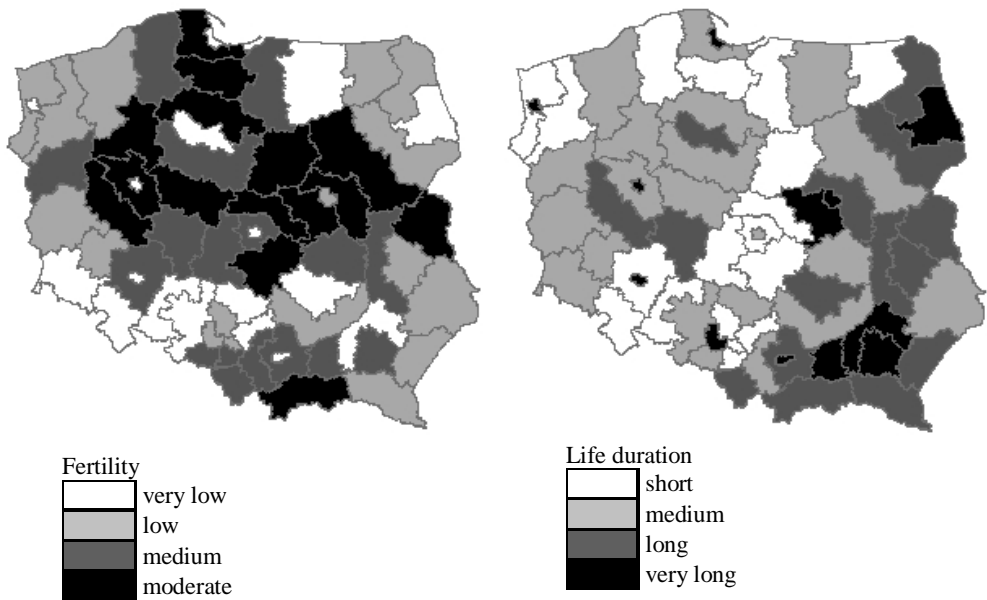 Fertility
very low
low
medium
moderate
Life duration
short
medium
long
very long